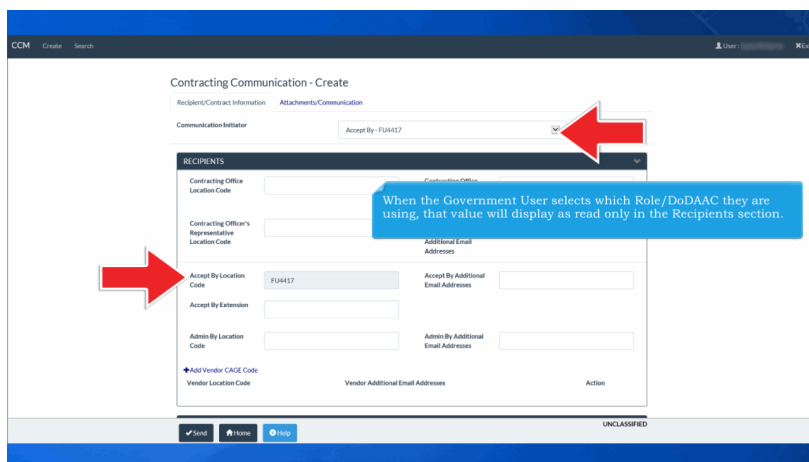 CCM Create Search User :
Contracting Communication - Create
Recipient/Contract Information Attachments/Communication
Communication Initiator Accept By - FU4417
RECIPIENTS
Contracting Office Location Code
Contracting Office
When the Government User selects which Role/DoDAAC they are
using, that value will display as read only in the Recipients section.
Contracting Officer's
Representative
Location Code
Additional Email
Addresses
Accept By Location
Code
FU4417
Accept By Additional
Email Addresses
Accept By Extension
Admin By Location
Code
Admin By Additional
Email Addresses
+Add Vendor CAGE Code
Vendor Location Code Vendor Additional Email Addresses Action
UNCLASSIFIED
Send Home Help